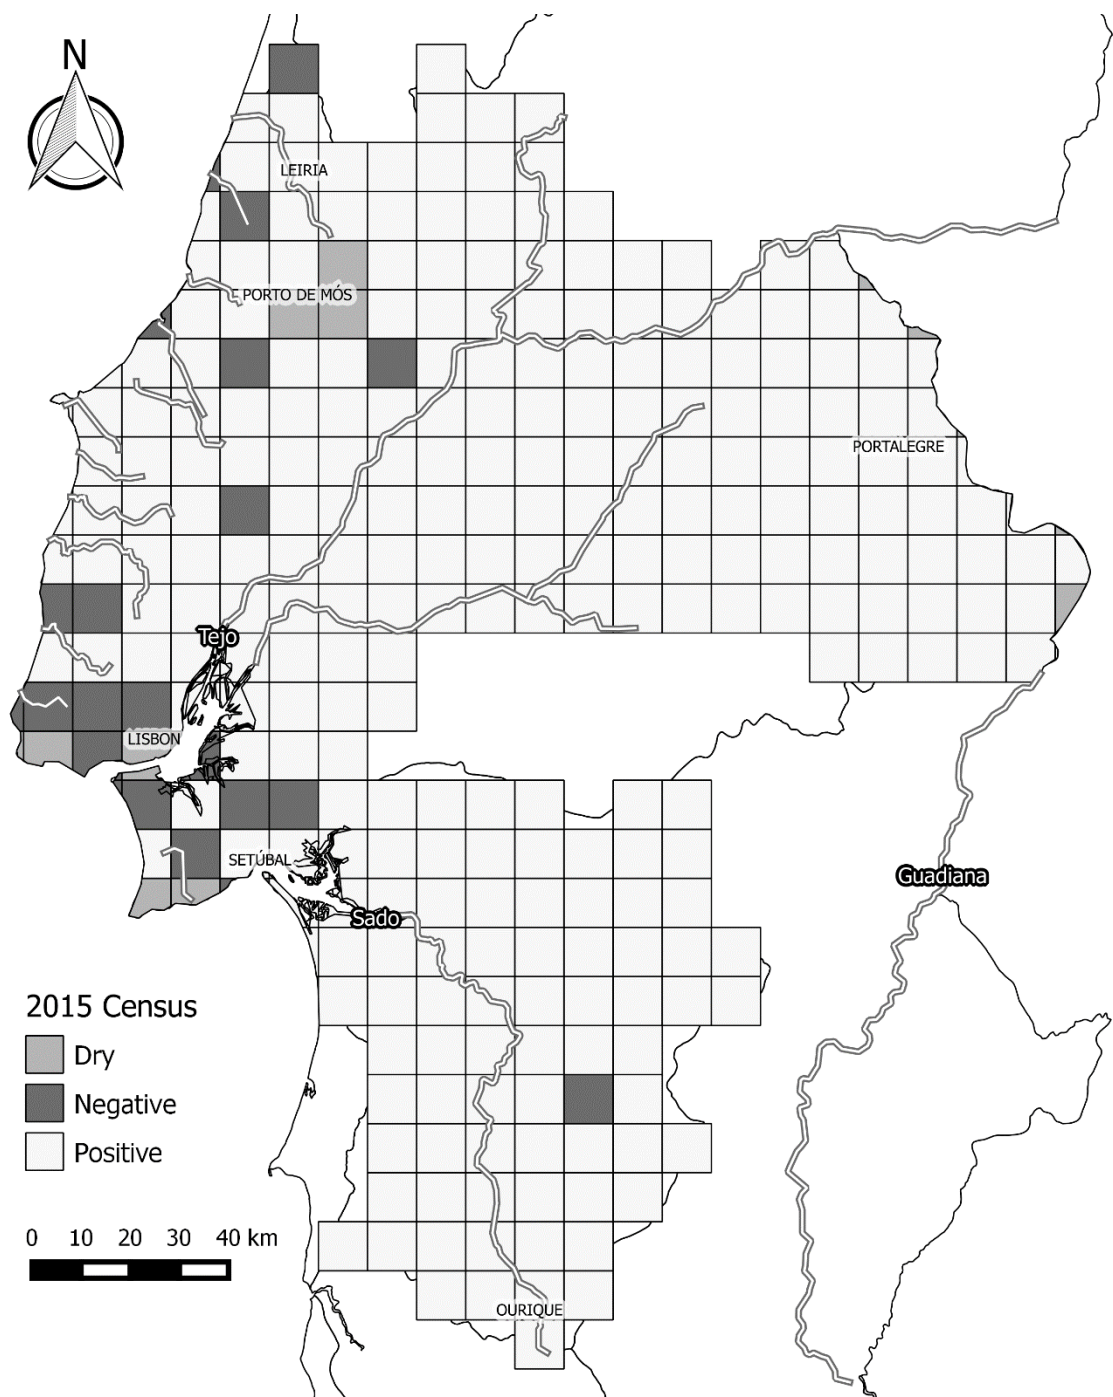 N
LEIRIA
PORTO DE MÓS
PORTALEGRE
Tejo
LISBON
SETÚBAL
Guadiana
Sado
2015 Census
Dry
Negative
Positive
0 10 20 30 40 km
OURIQUE